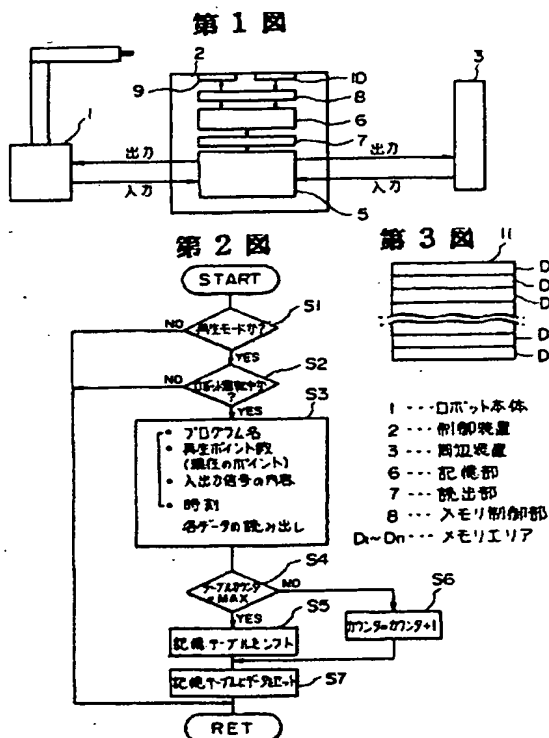 第1図
1
2
9
10
8
6
7
5
3
出力
入力
出力
入力
第2図
START
S1
再生モードか?
NO
YES
S2
ロボット運転中か
?
NO
YES
S3
• プログラム名
• 再生ポイント数
(現在のポイント)
• 入出力信号の内容
• 時刻
各データの読み出し
S4
テーブルカウンタ
=MAX
NO
YES
S5
記憶テーブルをシフト
S6
カウンタ=カウンタ+1
S7
記憶テーブルにデータセット
RET
第3図
11
D
D
D
D
D
1 ・・・ロボット本体
2 ・・・制御装置
3 ・・・周辺装置
6 ・・・記憶部
7 ・・・読出部
8 ・・・メモリ制御部
D₁~Dn・・・メモリエリア